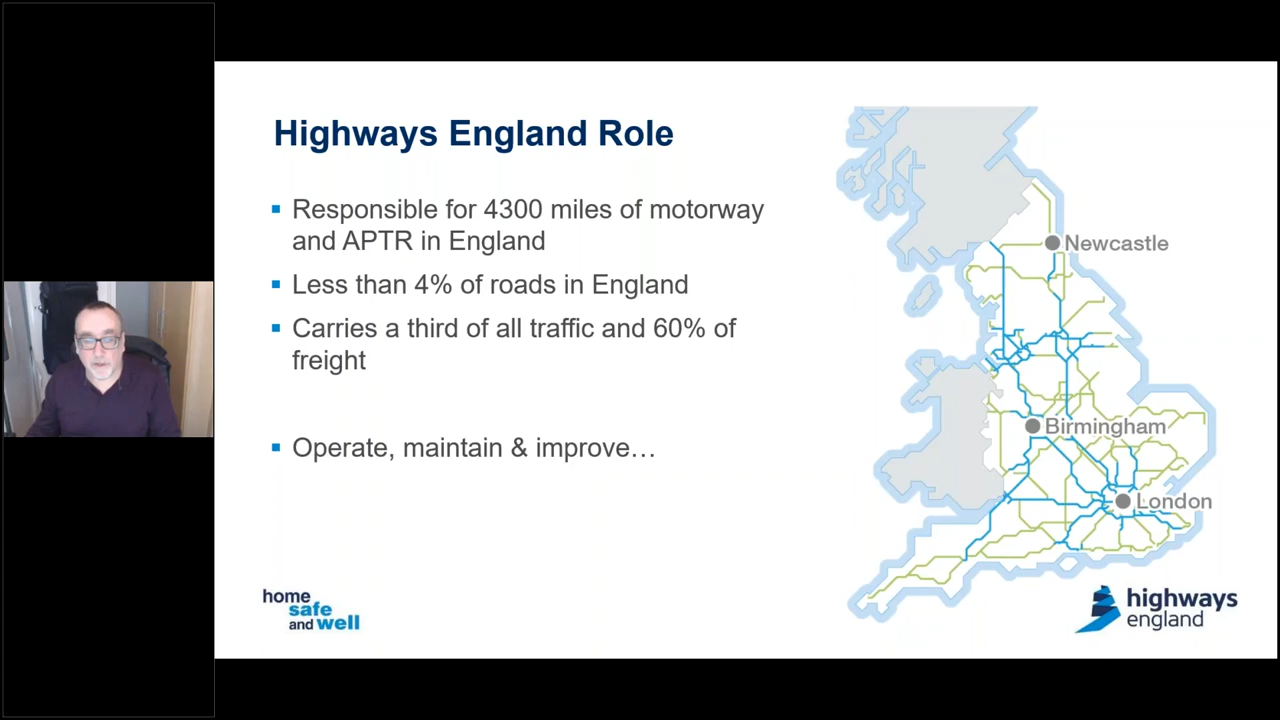 Highways England Role
Responsible for 4300 miles of motorway
and APTR in England
Less than 4% of roads in England
Carries a third of all traffic and 60% of
freight
Operate, maintain & improve…
Newcastle
Birmingham
London
home
safe
and well
highways
england